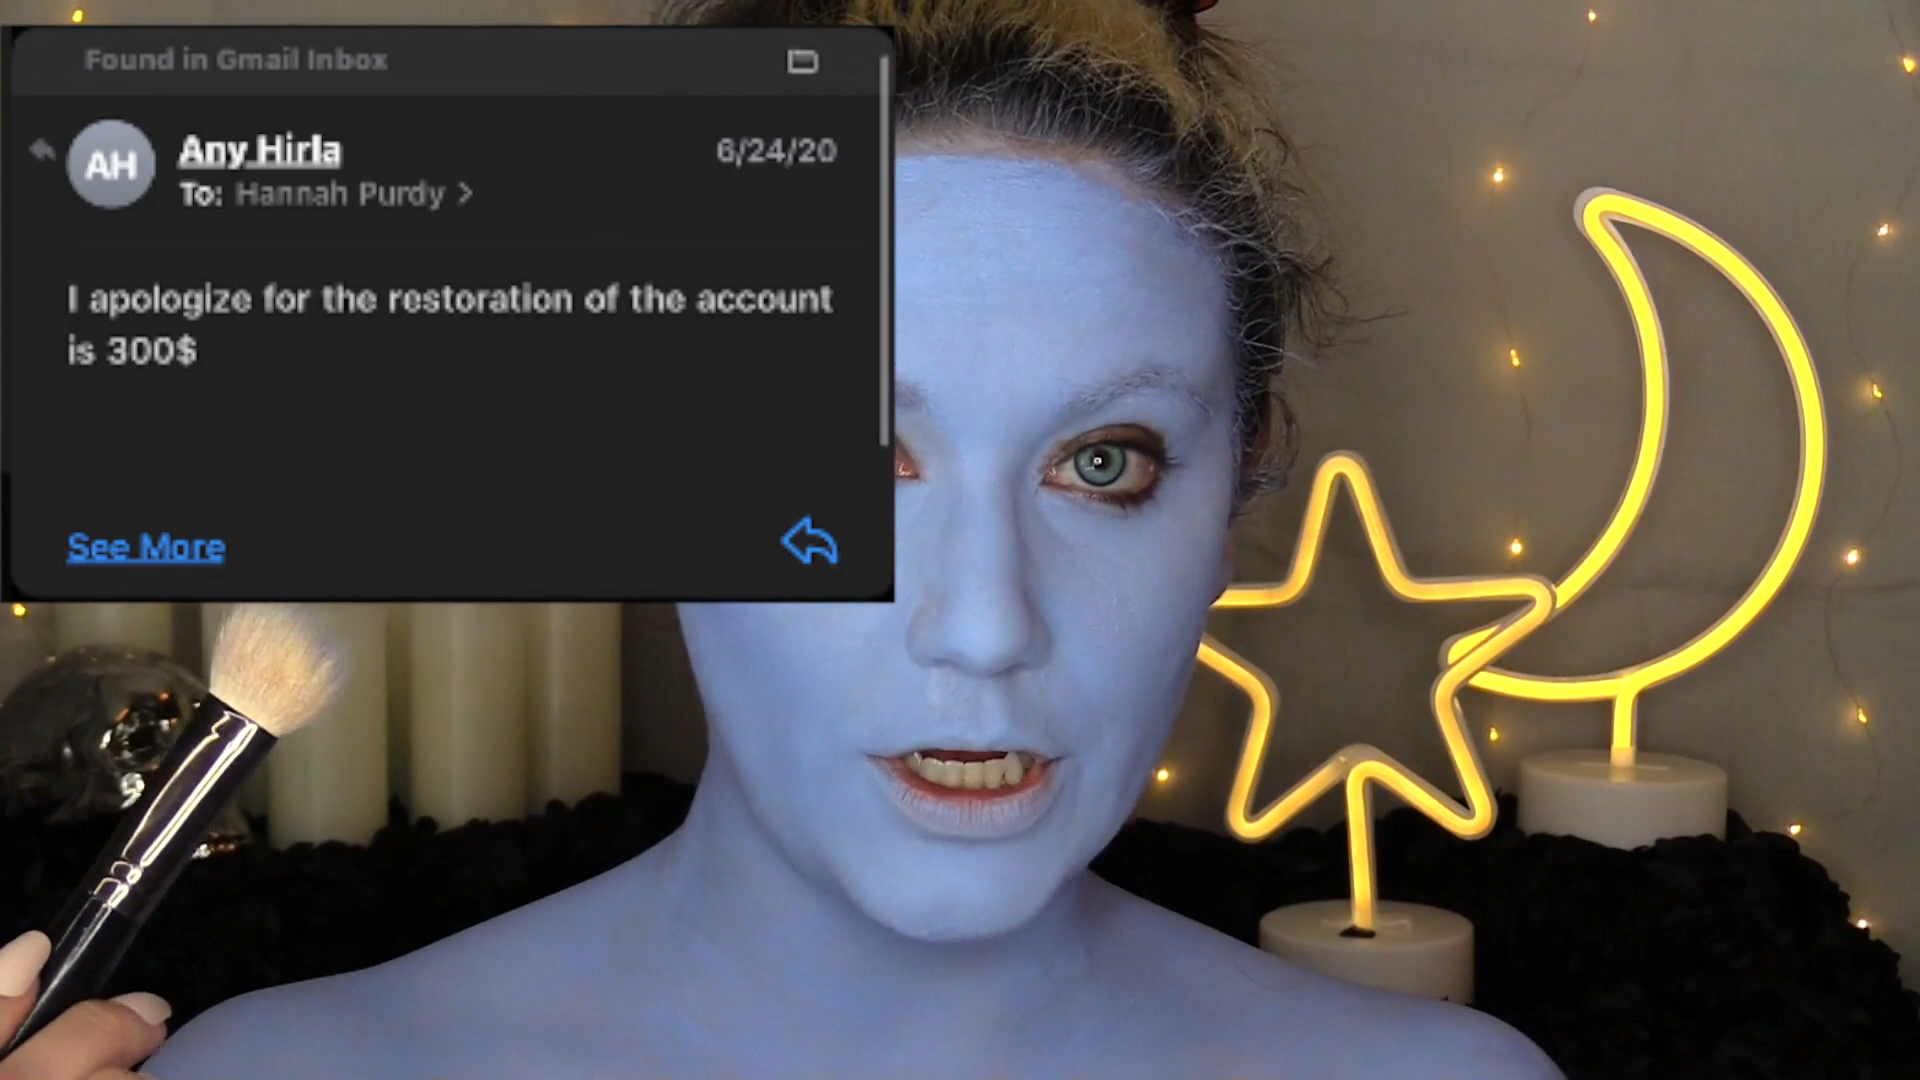 Found in Gmail Inbox
AH
Any Hirla
6/24/20
To: Hannah Purdy >
I apologize for the restoration of the account
is 300$
See More